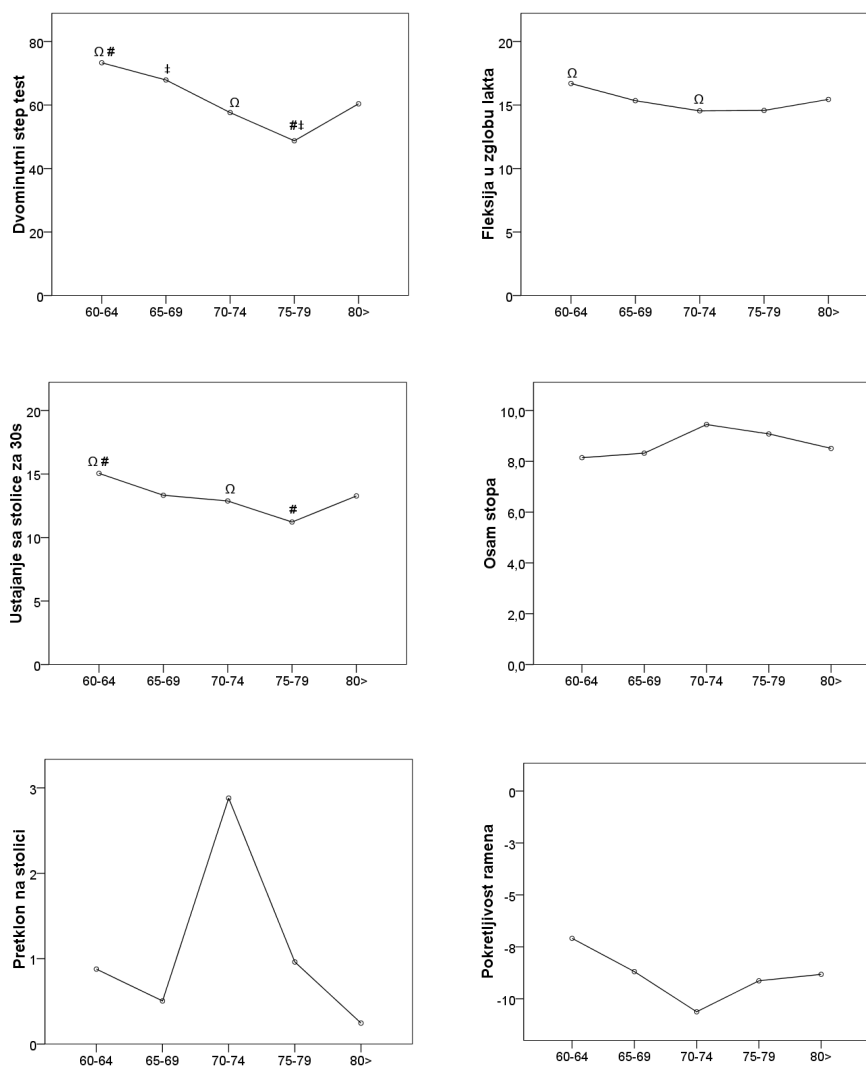 Dvominutni step test
80
60
40
20
0
Ω #
‡
Ω
#‡
60-64 65-69 70-74 75-79 80>
Fleksija u zglobu lakta
20
15
10
5
0
Ω
Ω
60-64 65-69 70-74 75-79 80>
Ustajanje sa stolice za 30s
20
15
10
5
0
Ω #
Ω
#
60-64 65-69 70-74 75-79 80>
Osam stopa
10,0
8,0
6,0
4,0
2,0
0,0
60-64 65-69 70-74 75-79 80>
Pretklon na stolici
3
2
1
0
60-64 65-69 70-74 75-79 80>
Pokretljivost ramena
0
-3
-5
-8
-10
60-64 65-69 70-74 75-79 80>